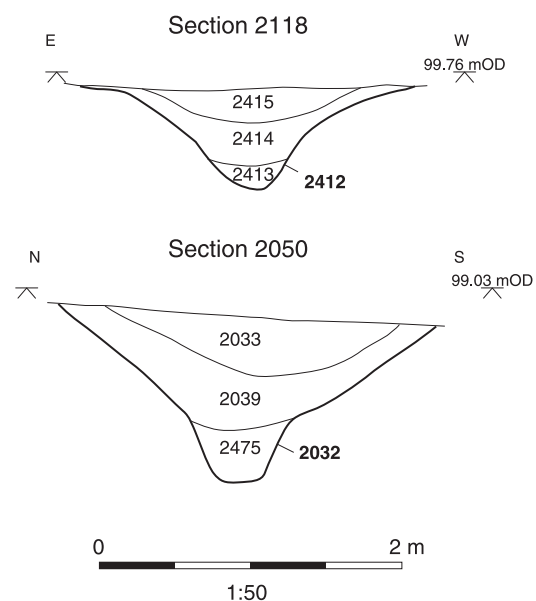 Section 2118
E W
99.76 mOD
2415
2414
2413
2412
Section 2050
N S
99.03 mOD
2033
2039
2475
2032
0 2 m
1:50